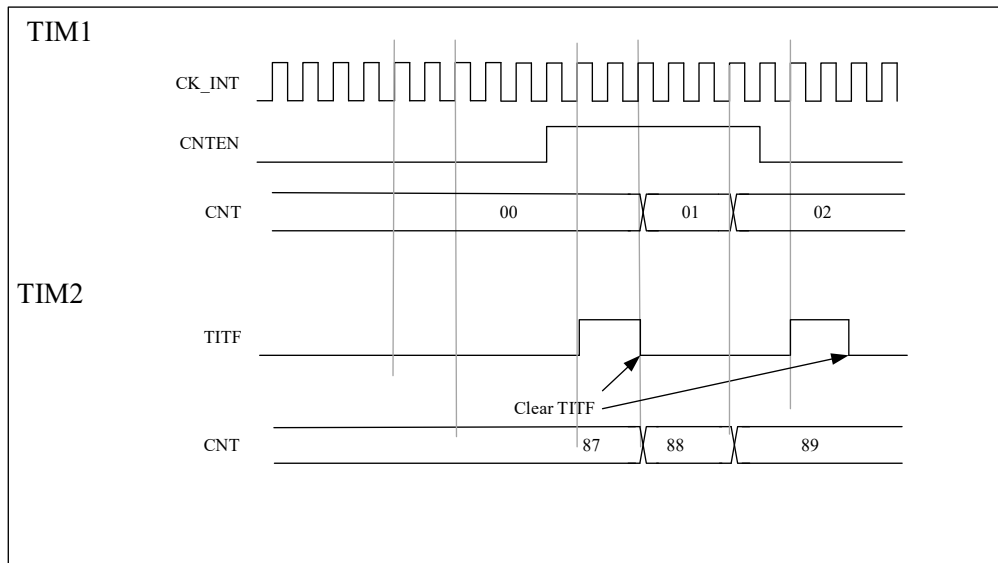 TIM1
CK_INT
CNTEN
CNT 00 01 02
TIM2
TITF
Clear TITF
CNT 87 88 89